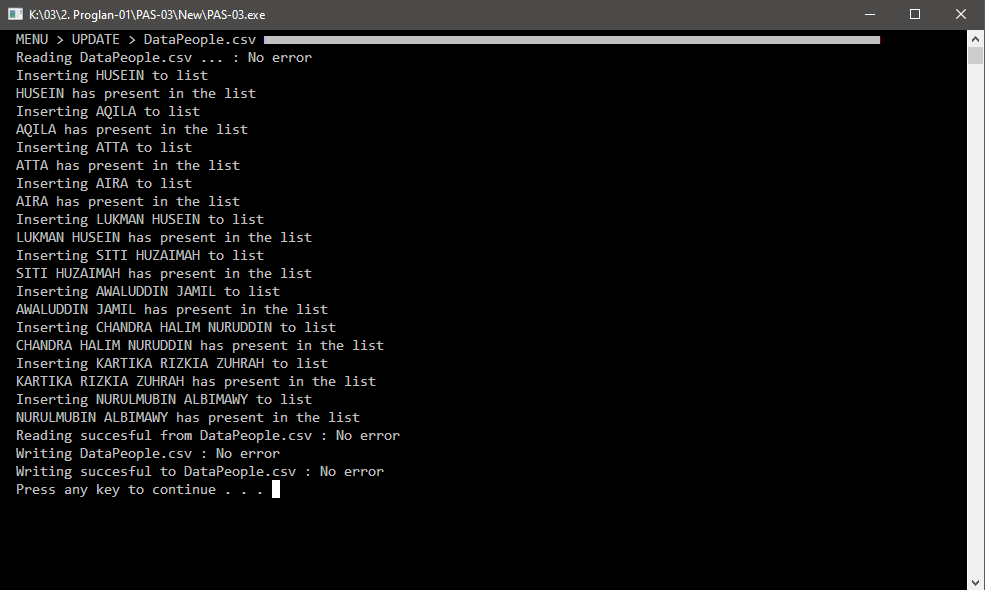 K:\03\2. Proglan-01\PAS-03\New\PAS-03.exe
MENU > UPDATE > DataPeople.csv
Reading DataPeople.csv ... : No error
Inserting HUSEIN to list
HUSEIN has present in the list
Inserting AQILA to list
AQILA has present in the list
Inserting ATTA to list
ATTA has present in the list
Inserting AIRA to list
AIRA has present in the list
Inserting LUKMAN HUSEIN to list
LUKMAN HUSEIN has present in the list
Inserting SITI HUZAIMAH to list
SITI HUZAIMAH has present in the list
Inserting AWALUDDIN JAMIL to list
AWALUDDIN JAMIL has present in the list
Inserting CHANDRA HALIM NURUDDIN to list
CHANDRA HALIM NURUDDIN has present in the list
Inserting KARTIKA RIZKIA ZUHRAH to list
KARTIKA RIZKIA ZUHRAH has present in the list
Inserting NURULMUBIN ALBIMAWY to list
NURULMUBIN ALBIMAWY has present in the list
Reading succesful from DataPeople.csv : No error
Writing DataPeople.csv : No error
Writing succesful to DataPeople.csv : No error
Press any key to continue . . .